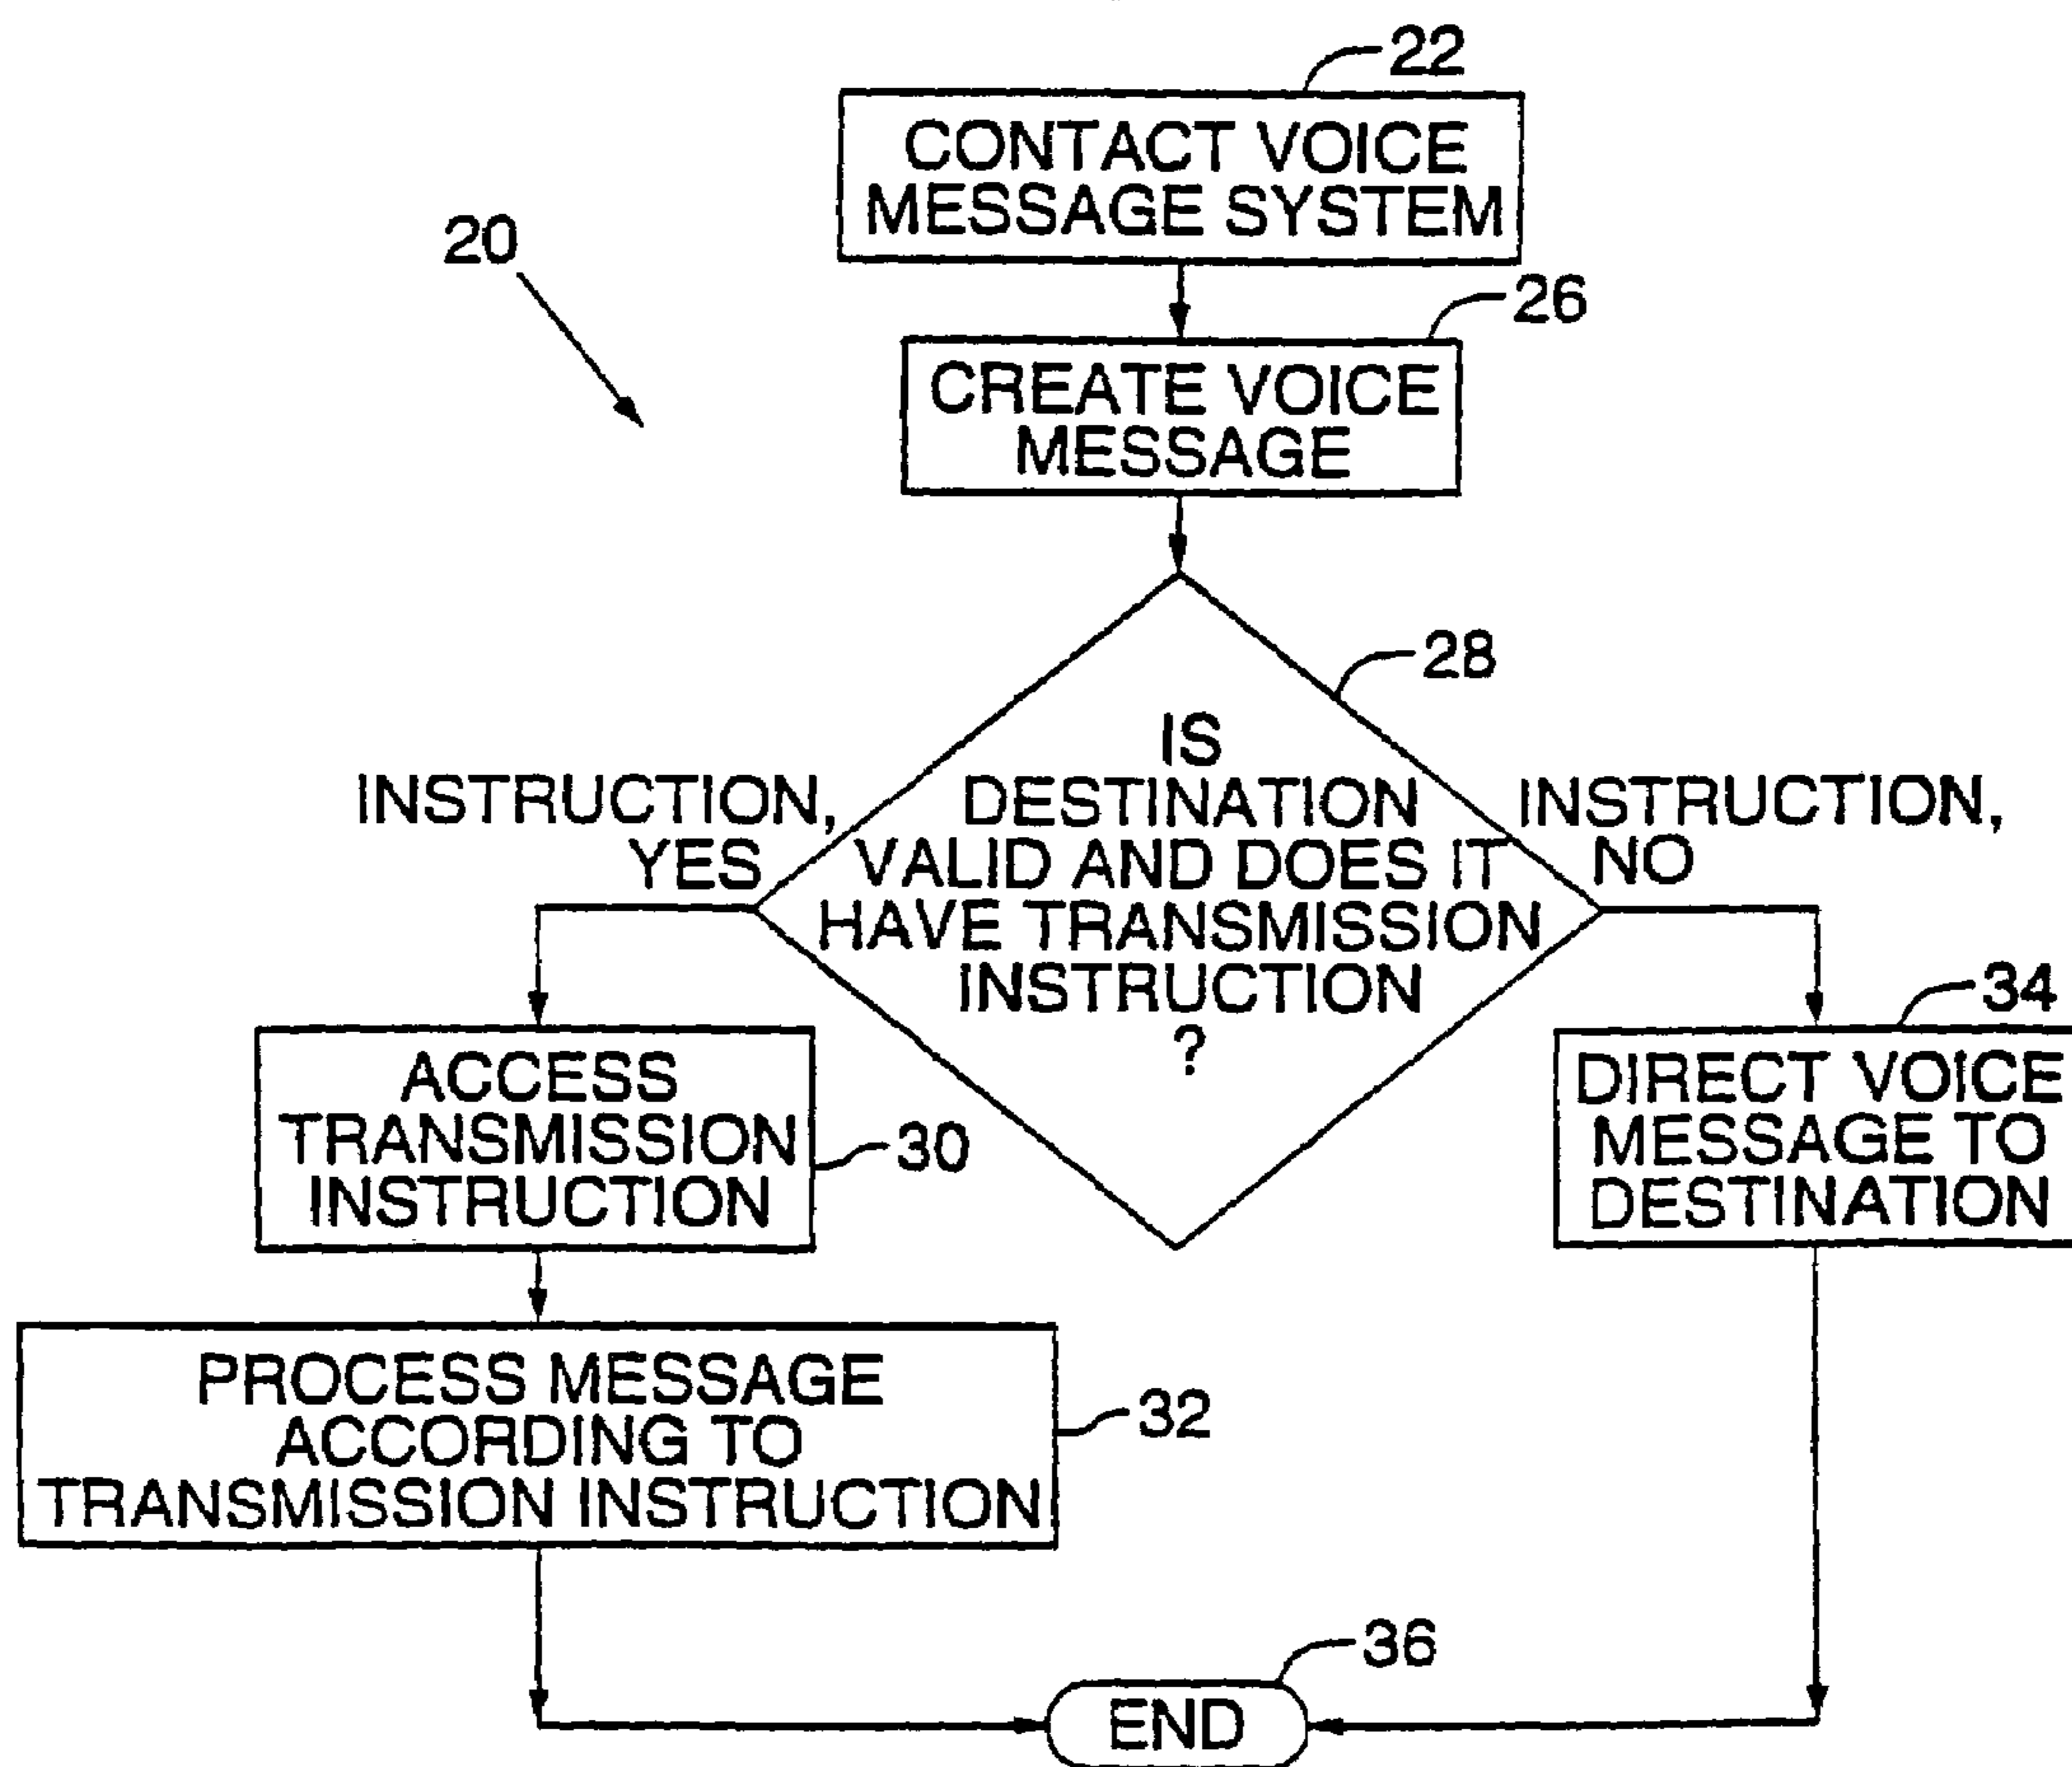 22
CONTACT VOICE
MESSAGE SYSTEM
20
26
CREATE VOICE
MESSAGE
28
IS
DESTINATION
VALID AND DOES IT
HAVE TRANSMISSION
INSTRUCTION
?
INSTRUCTION,
YES
INSTRUCTION,
NO
ACCESS
TRANSMISSION
INSTRUCTION
30
34
DIRECT VOICE
MESSAGE TO
DESTINATION
PROCESS MESSAGE
ACCORDING TO
TRANSMISSION INSTRUCTION
32
36
END